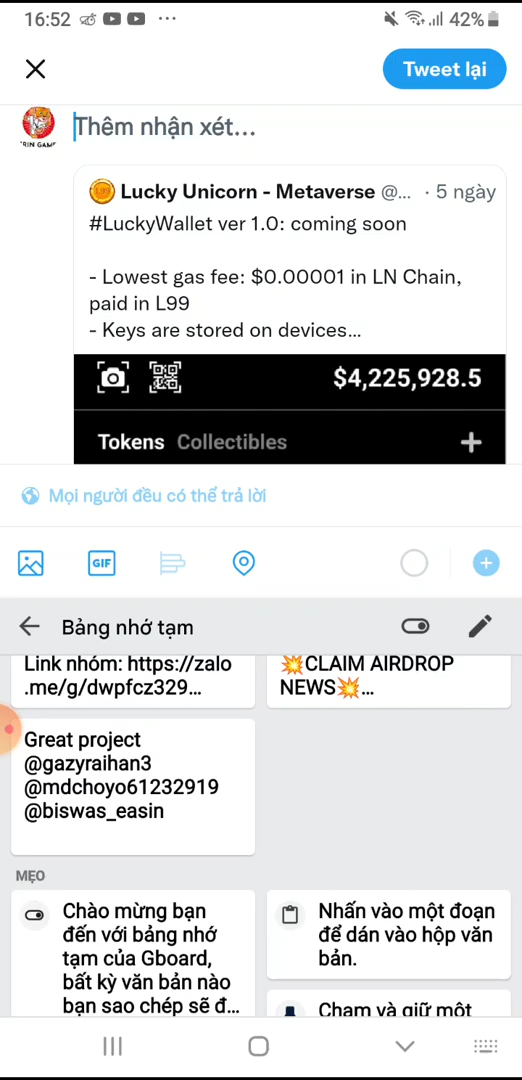 16:52
42%
Tweet lại
Thêm nhận xét...
Lucky Unicorn - Metaverse @... · 5 ngày
#LuckyWallet ver 1.0: coming soon
- Lowest gas fee: $0.00001 in LN Chain,
paid in L99
- Keys are stored on devices...
$4,225,928.5
Tokens Collectibles
Mọi người đều có thể trả lời
GIF
Bảng nhớ tạm
Link nhóm: https://zalo
.me/g/dwpfcz329...
💥CLAIM AIRDROP
NEWS💥...
Great project
@gazyraihan3
@mdchoyo61232919
@biswas_easin
MẸO
Chào mừng bạn
đến với bảng nhớ
tạm của Gboard,
bất kỳ văn bản nào
bạn sao chép sẽ đ...
Nhấn vào một đoạn
để dán vào hộp văn
bản.
Chạm và giữ một